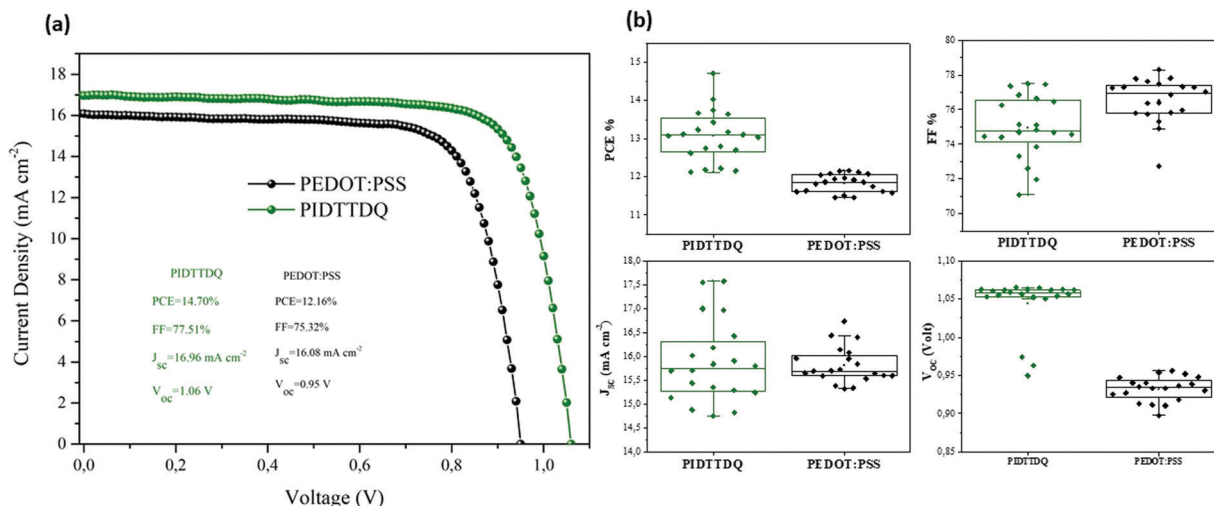 (a)
18
16
14
12
10
8
6
4
2
0
0,0
0,2
0,4
0,6
0,8
1,0
Current Density (mA cm-2)
Voltage (V)
PEDOT:PSS
PIDTTDQ
PIDTTDQ
PCE=14.70%
FF=77.51%
Jsc=16.96 mA cm-2
Voc=1.06 V
PEDOT:PSS
PCE=12.16%
FF=75.32%
Jsc=16.08 mA cm-2
Voc=0.95 V
(b)
PCE %
15
14
13
12
11
PIDTTDQ
PEDOT:PSS
FF %
80
78
76
74
72
70
PIDTTDQ
PEDOT:PSS
JSC (mA cm-2)
18,0
17,5
17,0
16,5
16,0
15,5
15,0
14,5
14,0
PIDTTDQ
PEDOT:PSS
VOC (Volt)
1,10
1,05
1,00
0,95
0,90
0,85
PIDTTDQ
PEDOT:PSS